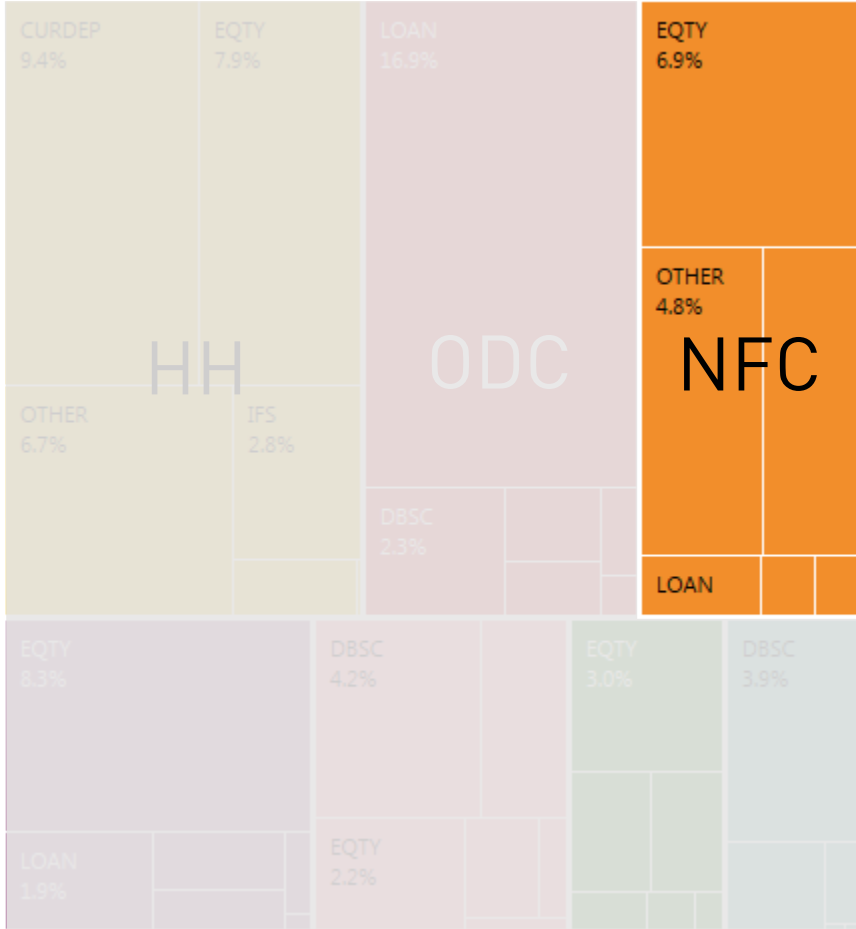 CURDEP
9.4%
EQTY
7.9%
LOAN
16.9%
EQTY
6.9%
OTHER
4.8%
HH
ODC
NFC
OTHER
6.7%
IFS
2.8%
DBSC
2.3%
LOAN
EQTY
8.3%
DBSC
4.2%
EQTY
3.0%
DBSC
3.9%
LOAN
1.9%
EQTY
2.2%